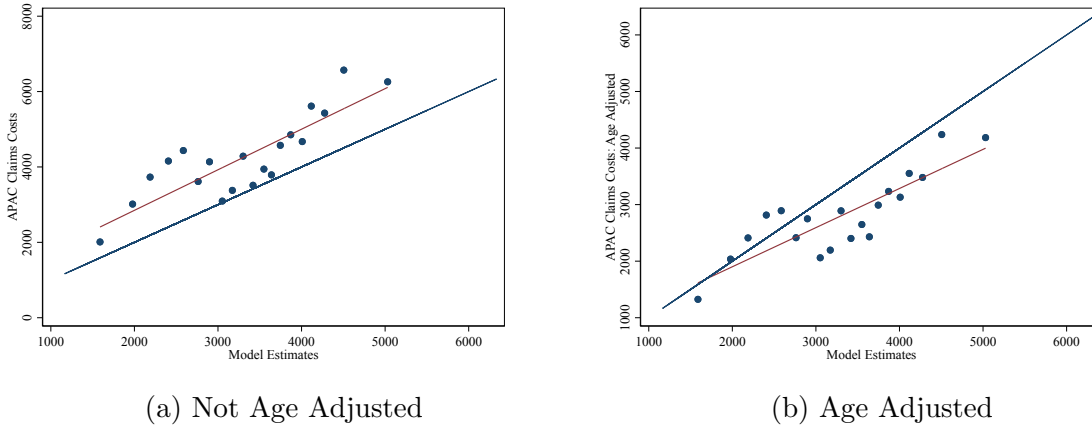 8000
6000
4000
2000
0
APAC Claims Costs
1000 2000 3000 4000 5000 6000
Model Estimates
(a) Not Age Adjusted
6000
5000
4000
3000
2000
1000
APAC Claims Costs: Age Adjusted
1000 2000 3000 4000 5000 6000
Model Estimates
(b) Age Adjusted